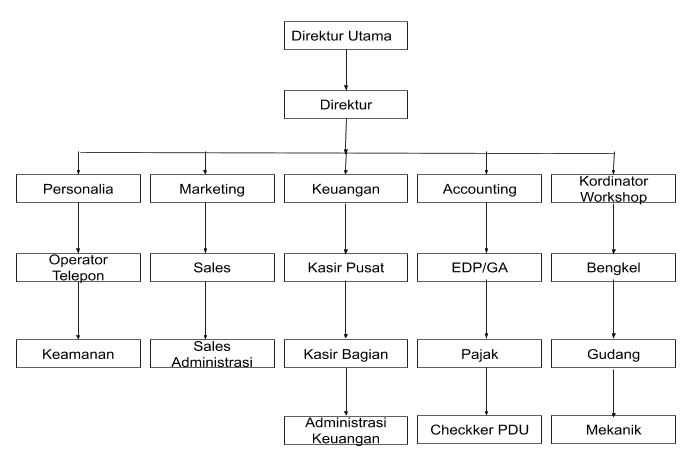 Direktur Utama
Direktur
Personalia
Marketing
Keuangan
Accounting
Kordinator
Workshop
Operator
Telepon
Sales
Kasir Pusat
EDP/GA
Bengkel
Keamanan
Sales
Administrasi
Kasir Bagian
Pajak
Gudang
Administrasi
Keuangan
Checkker PDU
Mekanik